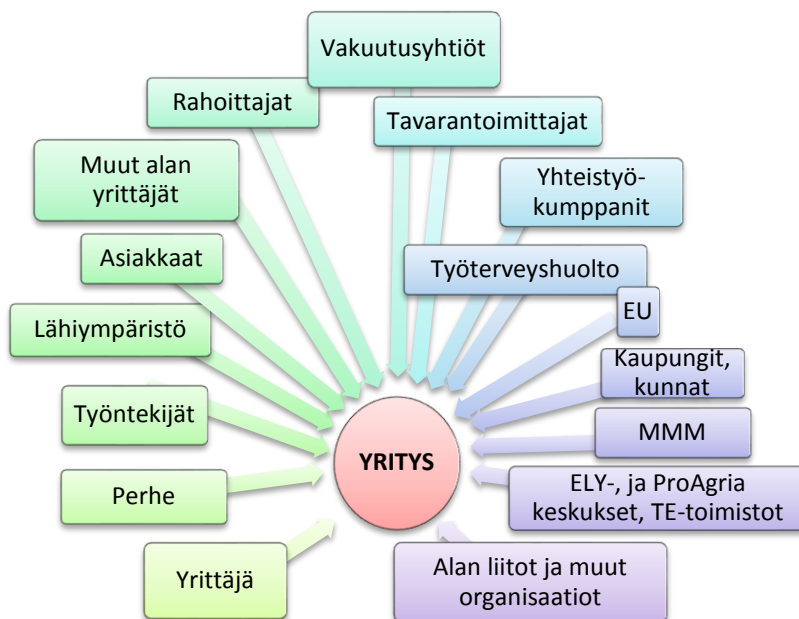 Vakuutusyhtiöt
Rahoittajat
Tavarantoimittajat
Muut alan
yrittäjät
Yhteistyö-
kumppanit
Asiakkaat
Työterveyshuolto
EU
Lähiympäristö
Kaupungit,
kunnat
Työntekijät
MMM
YRITYS
Perhe
ELY-, ja ProAgria
keskukset, TE-toimistot
Yrittäjä
Alan liitot ja muut
organisaatiot